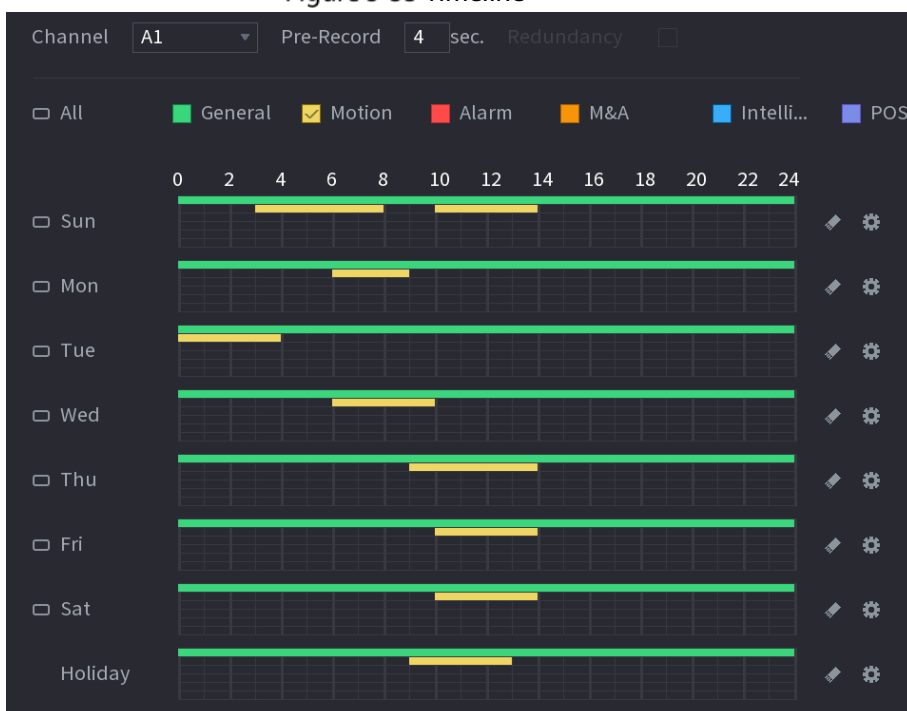 Timeline
Channel A1 Pre-Record 4 sec. Redundancy
All General Motion Alarm M&A Intelli... POS
0 2 4 6 8 10 12 14 16 18 20 22 24
Sun
Mon
Tue
Wed
Thu
Fri
Sat
Holiday